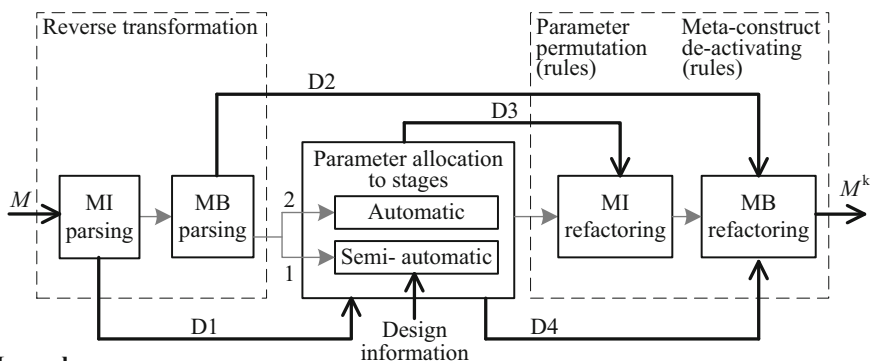 Reverse transformation
Parameter
permutation
(rules)
Meta-construct
de-activating
(rules)
D2
D3
Parameter allocation
to stages
M
MI
parsing
MB
parsing
2
Automatic
1
Semi- automatic
MI
refactoring
MB
refactoring
M^k
D1
Design
information
D4